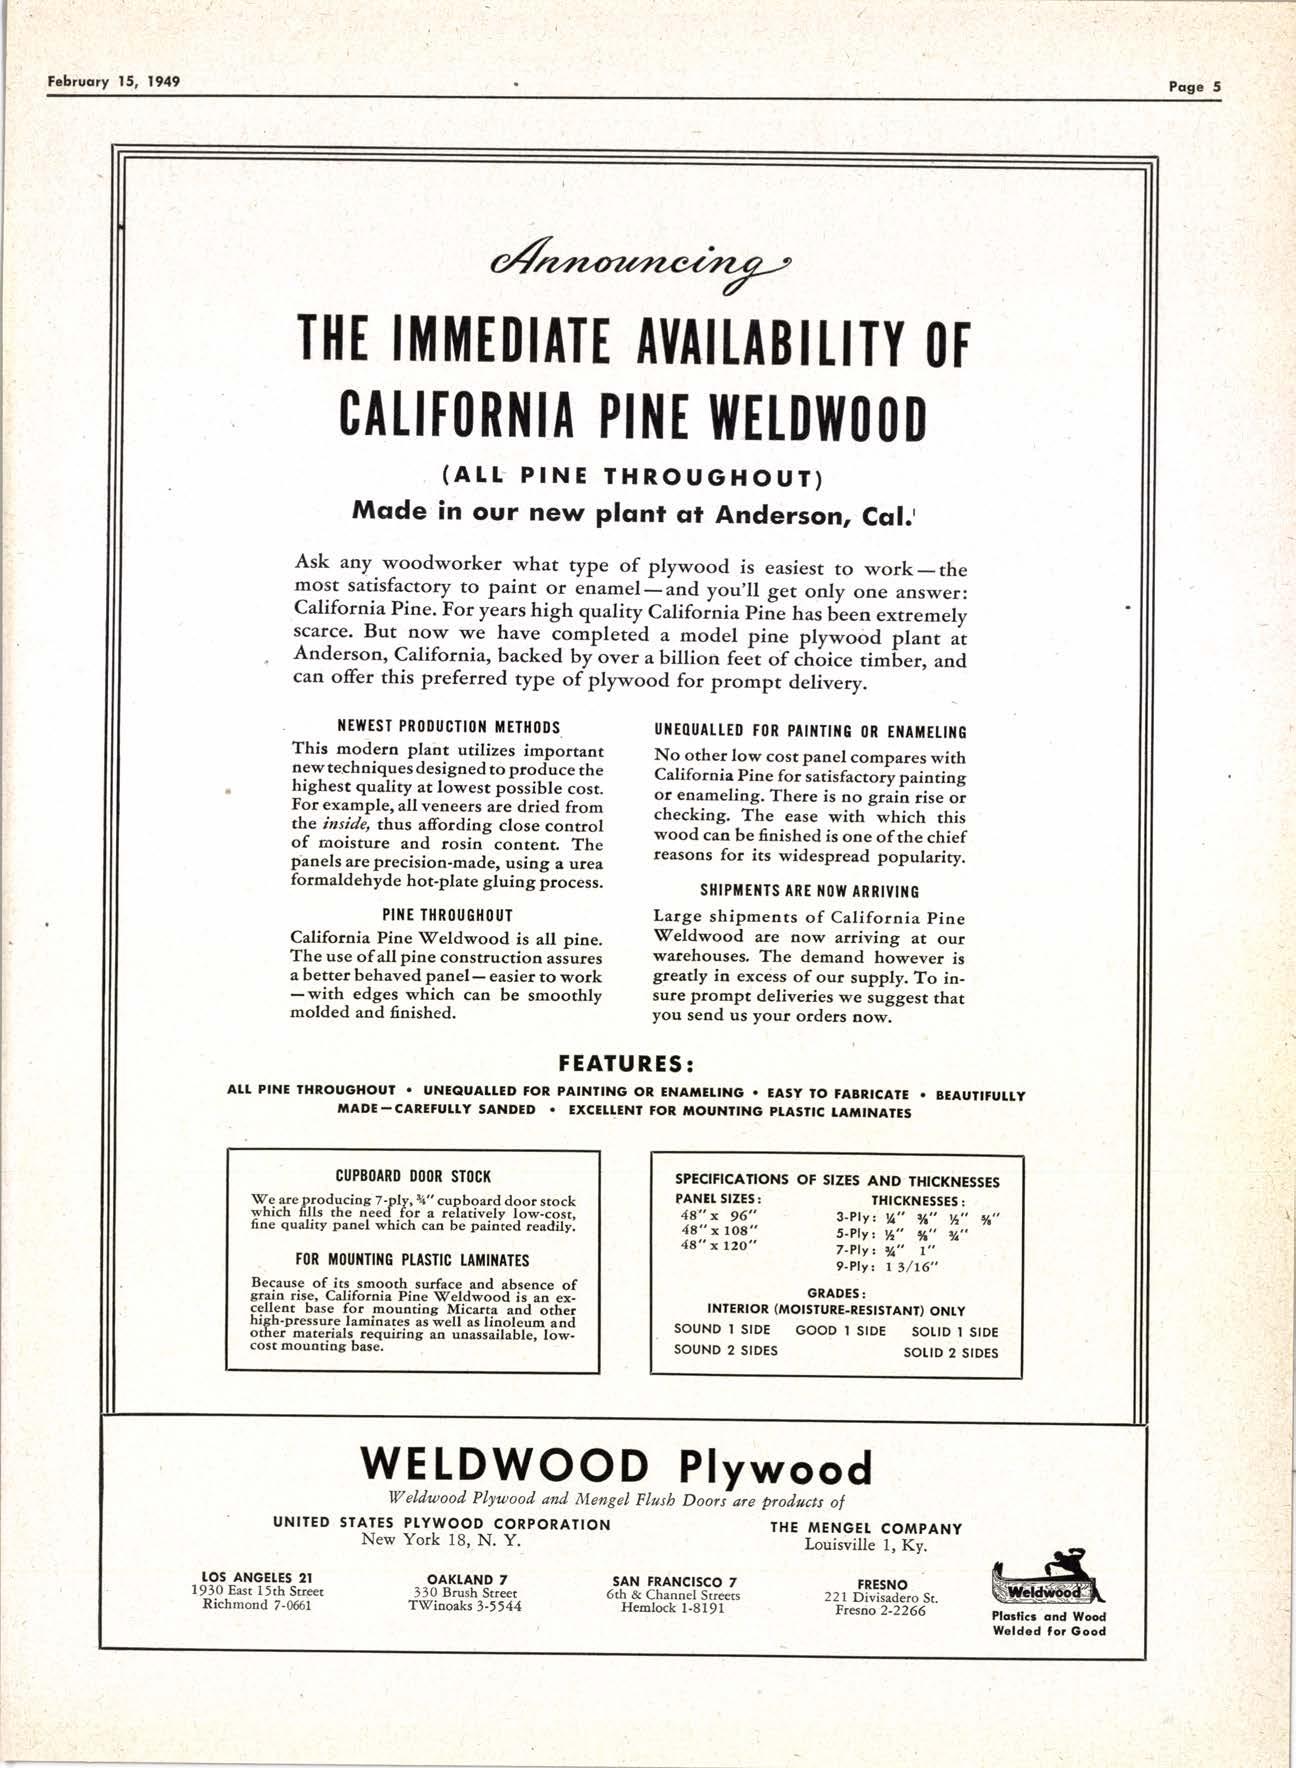 February 15, 1949
Page 5
Announcing
THE IMMEDIATE AVAILABILITY OF
CALIFORNIA PINE WELDWOOD
(ALL PINE THROUGHOUT)
Made in our new plant at Anderson, Cal.
Ask any woodworker what type of plywood is easiest to work—the
most satisfactory to paint or enamel—and you'll get only one answer:
California Pine. For years high quality California Pine has been extremely
scarce. But now we have completed a model pine plywood plant at
Anderson, California, backed by over a billion feet of choice timber, and
can offer this preferred type of plywood for prompt delivery.
NEWEST PRODUCTION METHODS
This modern plant utilizes important
new techniques designed to produce the
highest quality at lowest possible cost.
For example, all veneers are dried from
the inside, thus affording close control
of moisture and rosin content. The
panels are precision-made, using a urea
formaldehyde hot-plate gluing process.
PINE THROUGHOUT
California Pine Weldwood is all pine.
The use of all pine construction assures
a better behaved panel—easier to work
—with edges which can be smoothly
molded and finished.
UNEQUALLED FOR PAINTING OR ENAMELING
No other low cost panel compares with
California Pine for satisfactory painting
or enameling. There is no grain rise or
checking. The ease with which this
wood can be finished is one of the chief
reasons for its widespread popularity.
SHIPMENTS ARE NOW ARRIVING
Large shipments of California Pine
Weldwood are now arriving at our
warehouses. The demand however is
greatly in excess of our supply. To in-
sure prompt deliveries we suggest that
you send us your orders now.
FEATURES:
ALL PINE THROUGHOUT • UNEQUALLED FOR PAINTING OR ENAMELING • EASY TO FABRICATE • BEAUTIFULLY
MADE—CAREFULLY SANDED • EXCELLENT FOR MOUNTING PLASTIC LAMINATES
CUPBOARD DOOR STOCK
We are producing 7-ply, ¾" cupboard door stock
which fills the need for a relatively low-cost,
fine quality panel which can be painted readily.
FOR MOUNTING PLASTIC LAMINATES
Because of its smooth surface and absence of
grain rise, California Pine Weldwood is an ex-
cellent base for mounting Micarta and other
high-pressure laminates as well as linoleum and
other materials requiring an unassailable, low-
cost mounting base.
SPECIFICATIONS OF SIZES AND THICKNESSES
PANEL SIZES: THICKNESSES:
48" x 96" 3-Ply: ¼" ⅜" ½" ⅝"
48" x 108" 5-Ply: ½" ⅝" ¾"
48" x 120" 7-Ply: ¾" 1"
9-Ply: 1 3/16"
GRADES:
INTERIOR (MOISTURE-RESISTANT) ONLY
SOUND 1 SIDE GOOD 1 SIDE SOLID 1 SIDE
SOUND 2 SIDES SOLID 2 SIDES
WELDWOOD Plywood
Weldwood Plywood and Mengel Flush Doors are products of
UNITED STATES PLYWOOD CORPORATION
New York 18, N. Y.
THE MENGEL COMPANY
Louisville 1, Ky.
LOS ANGELES 21
1930 East 15th Street
Richmond 7-0661
OAKLAND 7
330 Brush Street
TWinoaks 3-5544
SAN FRANCISCO 7
6th & Channel Streets
Hemlock 1-8191
FRESNO
221 Divisadero St.
Fresno 2-2266
Weldwood
Plastics and Wood
Welded for Good